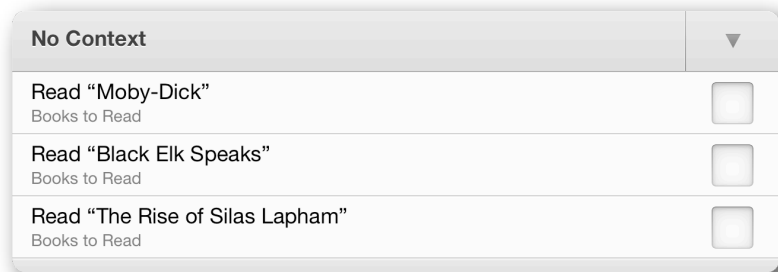 No Context
Read “Moby-Dick”
Books to Read
Read “Black Elk Speaks”
Books to Read
Read “The Rise of Silas Lapham”
Books to Read